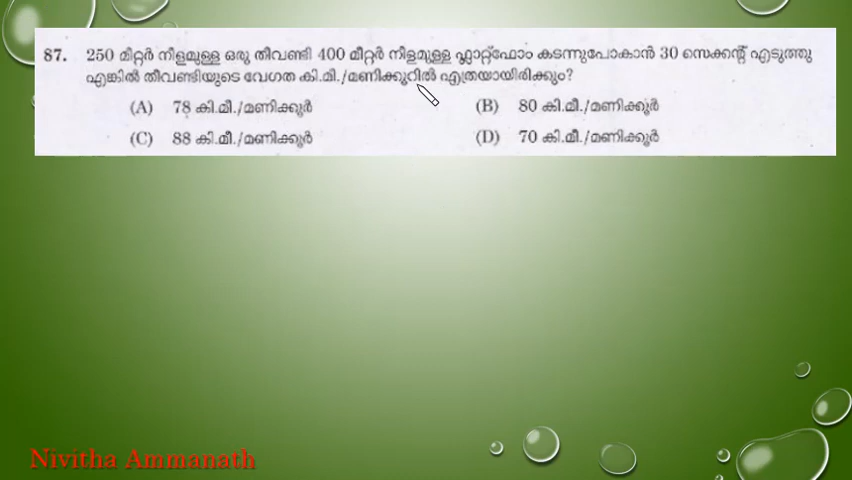 87. 250 മീറ്റർ നീളമുള്ള ഒരു തീവണ്ടി 400 മീറ്റർ നീളമുള്ള പ്ലാറ്റ്ഫോം കടന്നുപോകാൻ 30 സെക്കന്റ് എടുത്തു
എങ്കിൽ തീവണ്ടിയുടെ വേഗത കി.മീ./മണിക്കൂറിൽ എത്രയായിരിക്കും?
(A) 78 കി.മീ./മണിക്കൂർ (B) 80 കി.മീ./മണിക്കൂർ
(C) 88 കി.മീ./മണിക്കൂർ (D) 70 കി.മീ./മണിക്കൂർ
Nivitha Ammanath